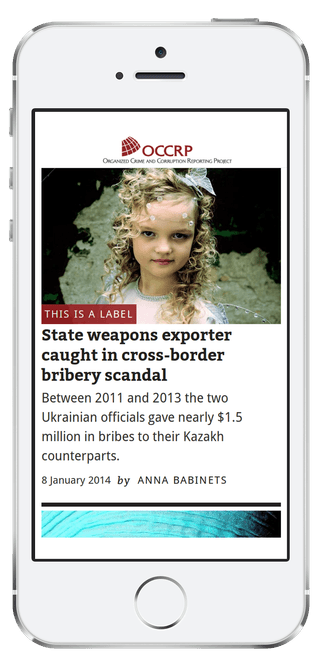 OCCRP
ORGANIZED CRIME AND CORRUPTION REPORTING PROJECT
THIS IS A LABEL
State weapons exporter
caught in cross-border
bribery scandal
Between 2011 and 2013 the two
Ukrainian officials gave nearly $1.5
million in bribes to their Kazakh
counterparts.
8 January 2014 by ANNA BABINETS